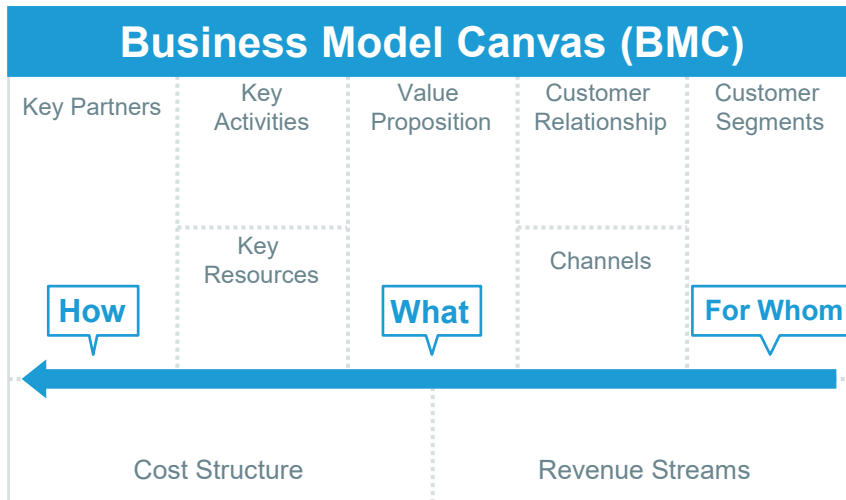 Business Model Canvas (BMC)
Key Partners
Key
Activities
Value
Proposition
Customer
Relationship
Customer
Segments
Key
Resources
Channels
How
What
For Whom
Cost Structure
Revenue Streams